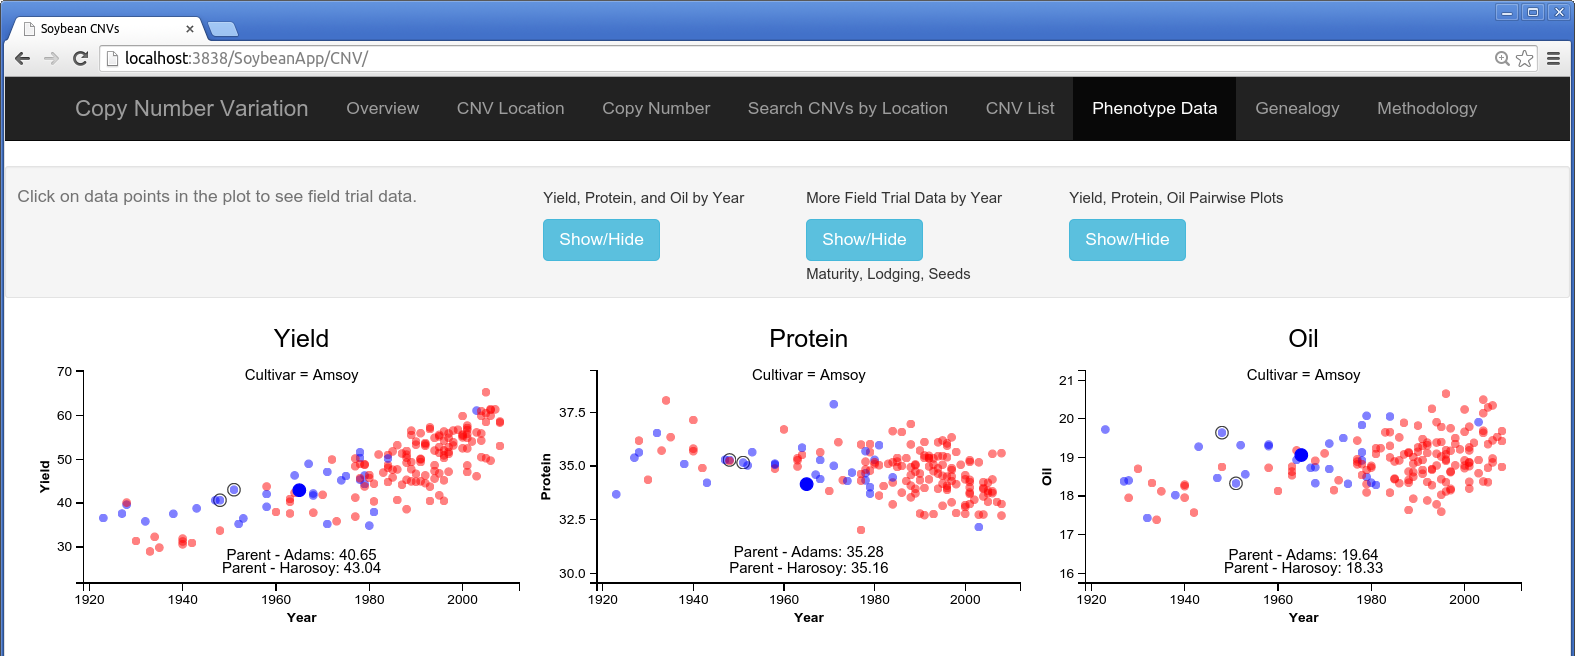 Soybean CNVs
localhost:3838/SoybeanApp/CNV/
Copy Number Variation Overview CNV Location Copy Number Search CNVs by Location CNV List Phenotype Data Genealogy Methodology
Click on data points in the plot to see field trial data.
Yield, Protein, and Oil by Year
Show/Hide
More Field Trial Data by Year
Show/Hide
Maturity, Lodging, Seeds
Yield, Protein, Oil Pairwise Plots
Show/Hide
Yield
Cultivar = Amsoy
70
60
50
40
30
Yield
Parent - Adams: 40.65
Parent - Harosoy: 43.04
1920 1940 1960 1980 2000
Year
Protein
Cultivar = Amsoy
37.5
35.0
32.5
30.0
Protein
Parent - Adams: 35.28
Parent - Harosoy: 35.16
1920 1940 1960 1980 2000
Year
Oil
Cultivar = Amsoy
21
20
19
18
17
16
Oil
Parent - Adams: 19.64
Parent - Harosoy: 18.33
1920 1940 1960 1980 2000
Year